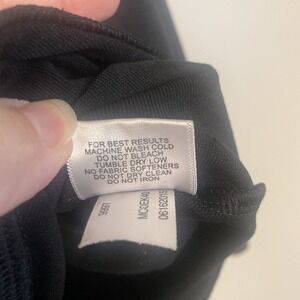 FOR BEST RESULTS
MACHINE WASH COLD
DO NOT BLEACH
TUMBLE DRY LOW
NO FABRIC SOFTENERS
DO NOT DRY CLEAN
DO NOT IRON
06162015